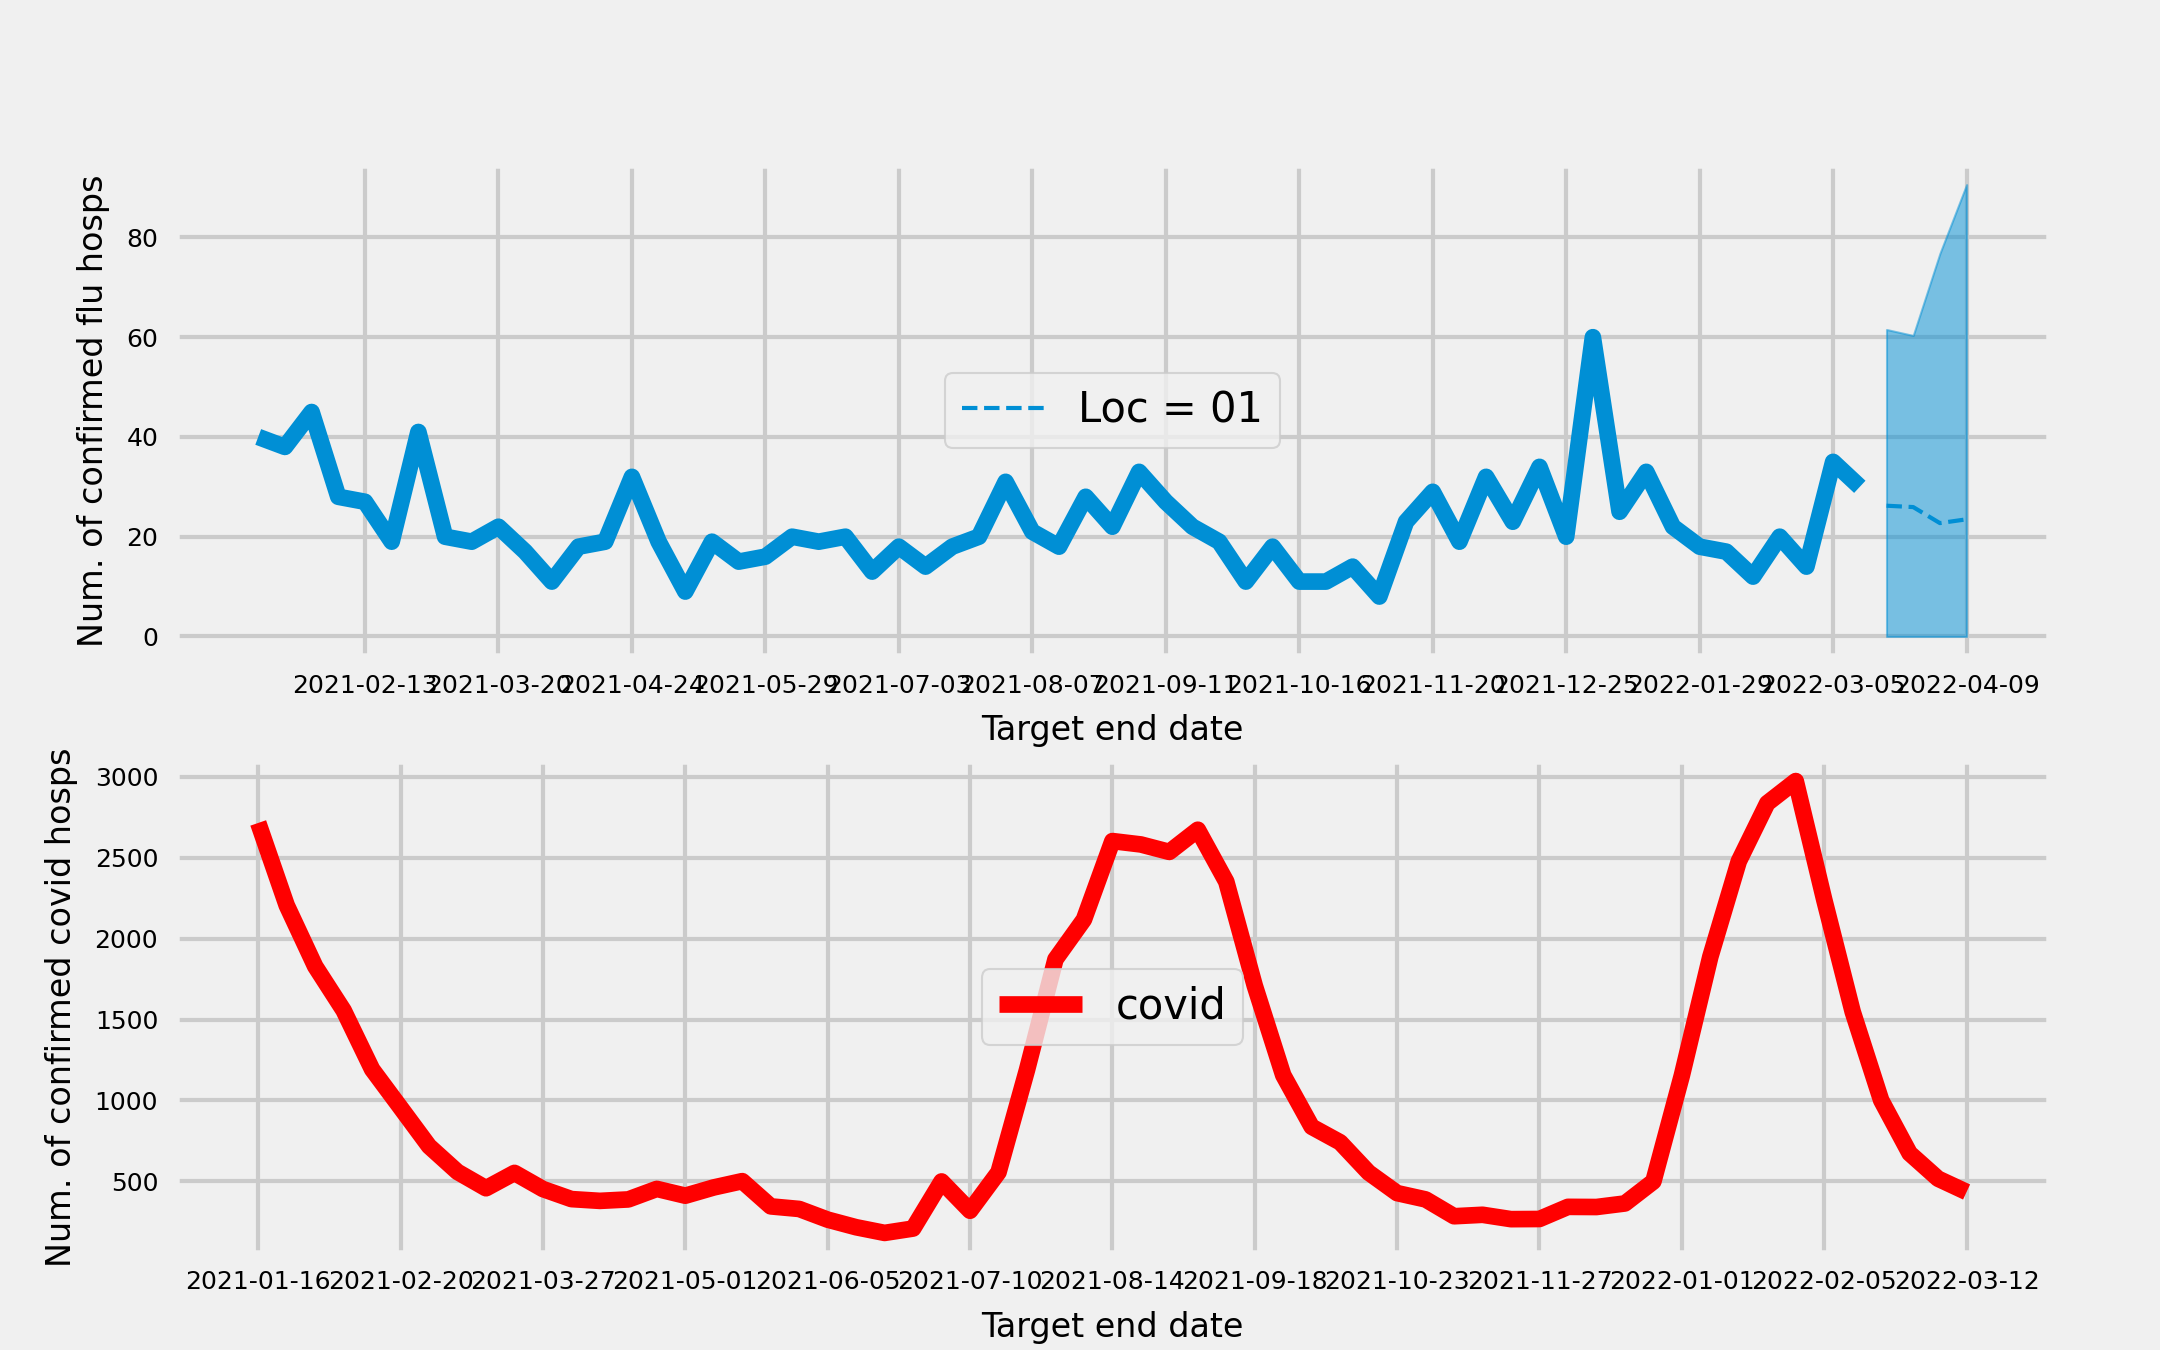 Num. of confirmed flu hosps
80
60
40
20
0
Loc = 01
2021-02-13 2021-03-20 2021-04-24 2021-05-29 2021-07-03 2021-08-07 2021-09-11 2021-10-16 2021-11-20 2021-12-25 2022-01-29 2022-03-05 2022-04-09
Target end date
Num. of confirmed covid hosps
3000
2500
2000
1500
1000
500
covid
2021-01-16 2021-02-20 2021-03-27 2021-05-01 2021-06-05 2021-07-10 2021-08-14 2021-09-18 2021-10-23 2021-11-27 2022-01-01 2022-02-05 2022-03-12
Target end date